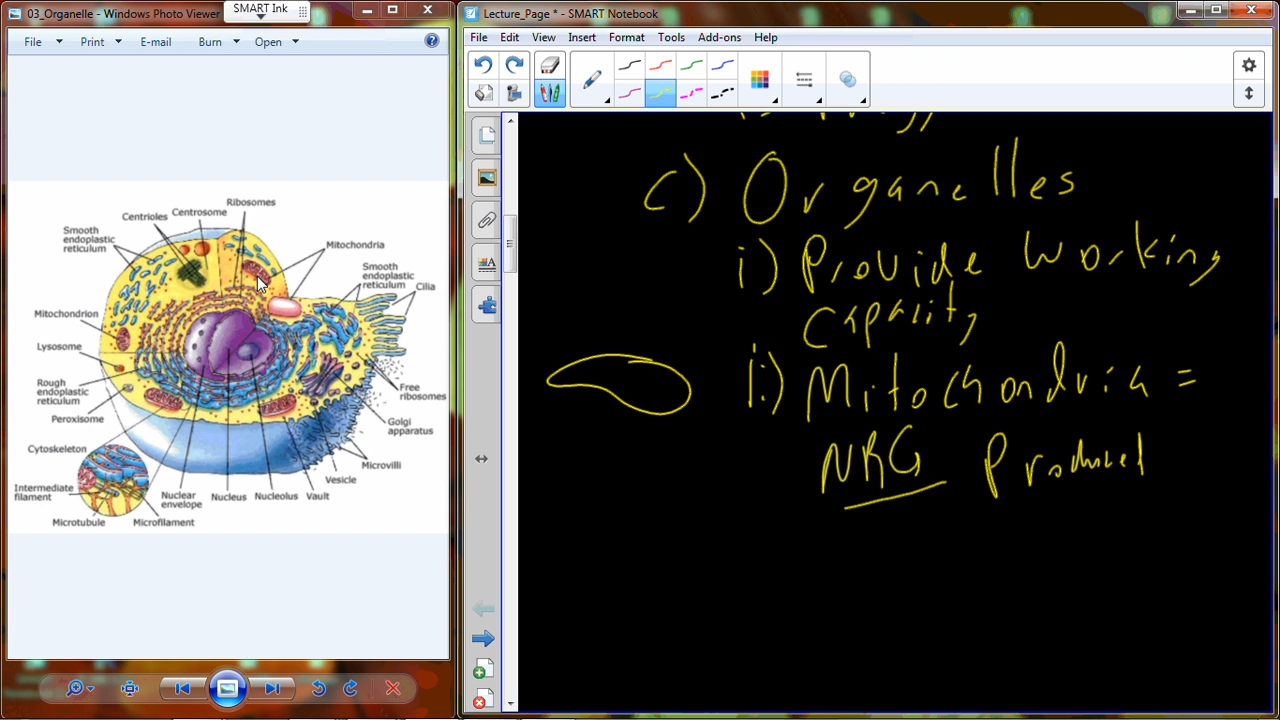 03_Organelle - Windows Photo Viewer
SMART Ink
File Print E-mail Burn Open
Ribosomes
Centrosome
Centrioles
Smooth
endoplastic
reticulum
Mitochondria
Smooth
endoplastic
reticulum
Cilia
Mitochondrion
Lysosome
Rough
endoplastic
reticulum
Peroxisome
Free
ribosomes
Golgi
apparatus
Cytoskeleton
Microvilli
Vesicle
Intermediate
filament
Nuclear
envelope
Nucleus
Nucleolus
Vault
Microtubule
Microfilament
Lecture_Page * - SMART Notebook
File Edit View Insert Format Tools Add-ons Help
c) Organelles
i) Provide working
capacity
ii) Mitochondria =
NRG Produced